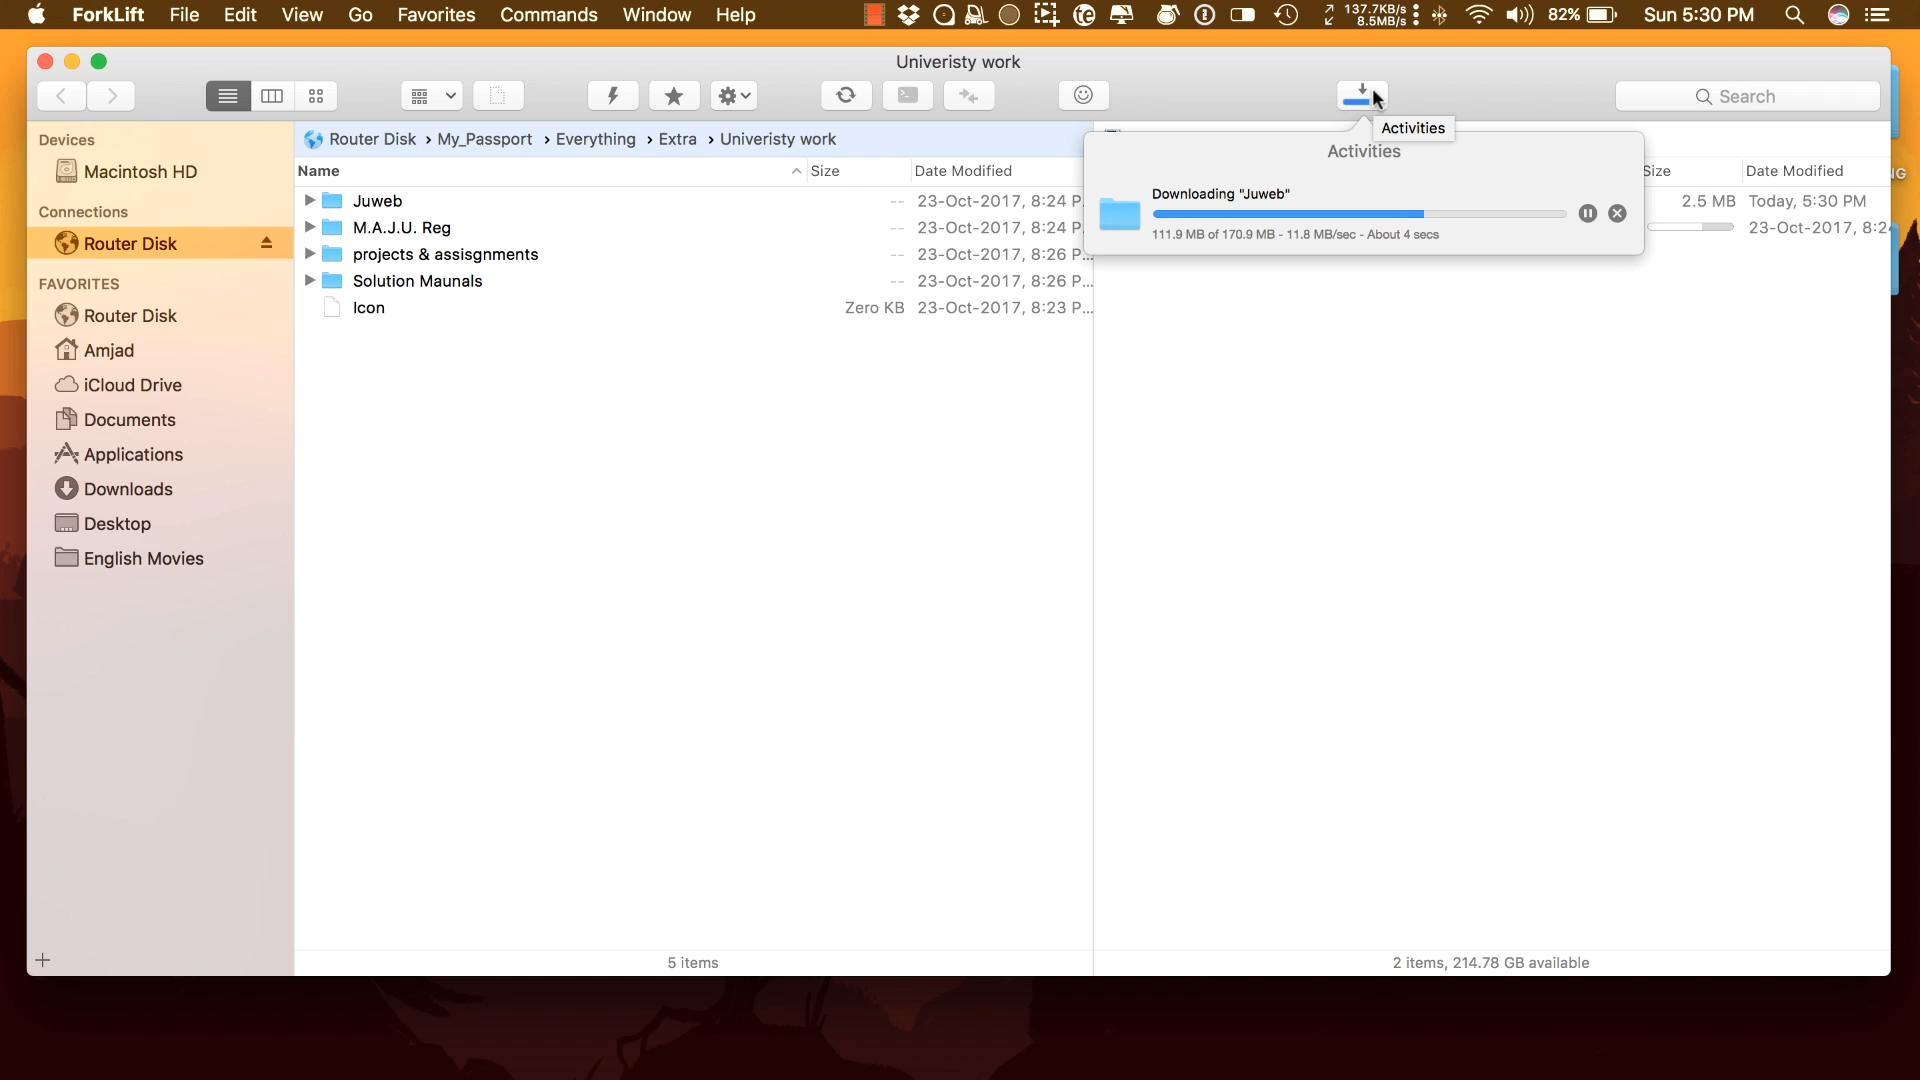 ForkLift File Edit View Go Favorites Commands Window Help 137.7KB/s 8.5MB/s 82% Sun 5:30 PM
Univeristy work
Search
Activities
Devices
Macintosh HD
Connections
Router Disk
FAVORITES
Router Disk
Amjad
iCloud Drive
Documents
Applications
Downloads
Desktop
English Movies
Router Disk › My_Passport › Everything › Extra › Univeristy work
Name Size Date Modified
Juweb -- 23-Oct-2017, 8:24 P...
M.A.J.U. Reg -- 23-Oct-2017, 8:24 P...
projects & assisgnments -- 23-Oct-2017, 8:26 P...
Solution Maunals -- 23-Oct-2017, 8:26 P...
Icon Zero KB 23-Oct-2017, 8:23 P...
5 items
Activities
Downloading "Juweb"
111.9 MB of 170.9 MB - 11.8 MB/sec - About 4 secs
Size Date Modified
2.5 MB Today, 5:30 PM
23-Oct-2017, 8:2
2 items, 214.78 GB available